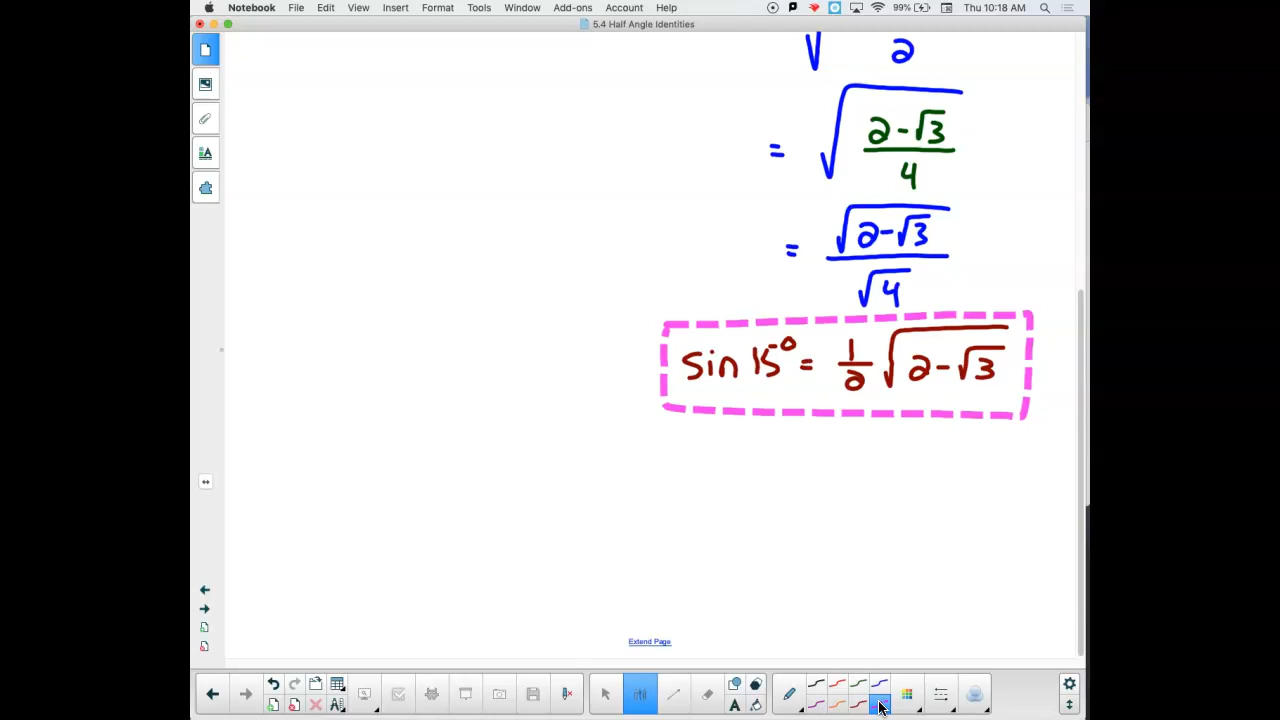 Notebook File Edit View Insert Format Tools Window Add-ons Account Help 99% Thu 10:18 AM
5.4 Half Angle Identities
√ 2
= √((2-√3)/4)
= √(2-√3)/√4
sin 15° = 1/2 √(2-√3)
Extend Page